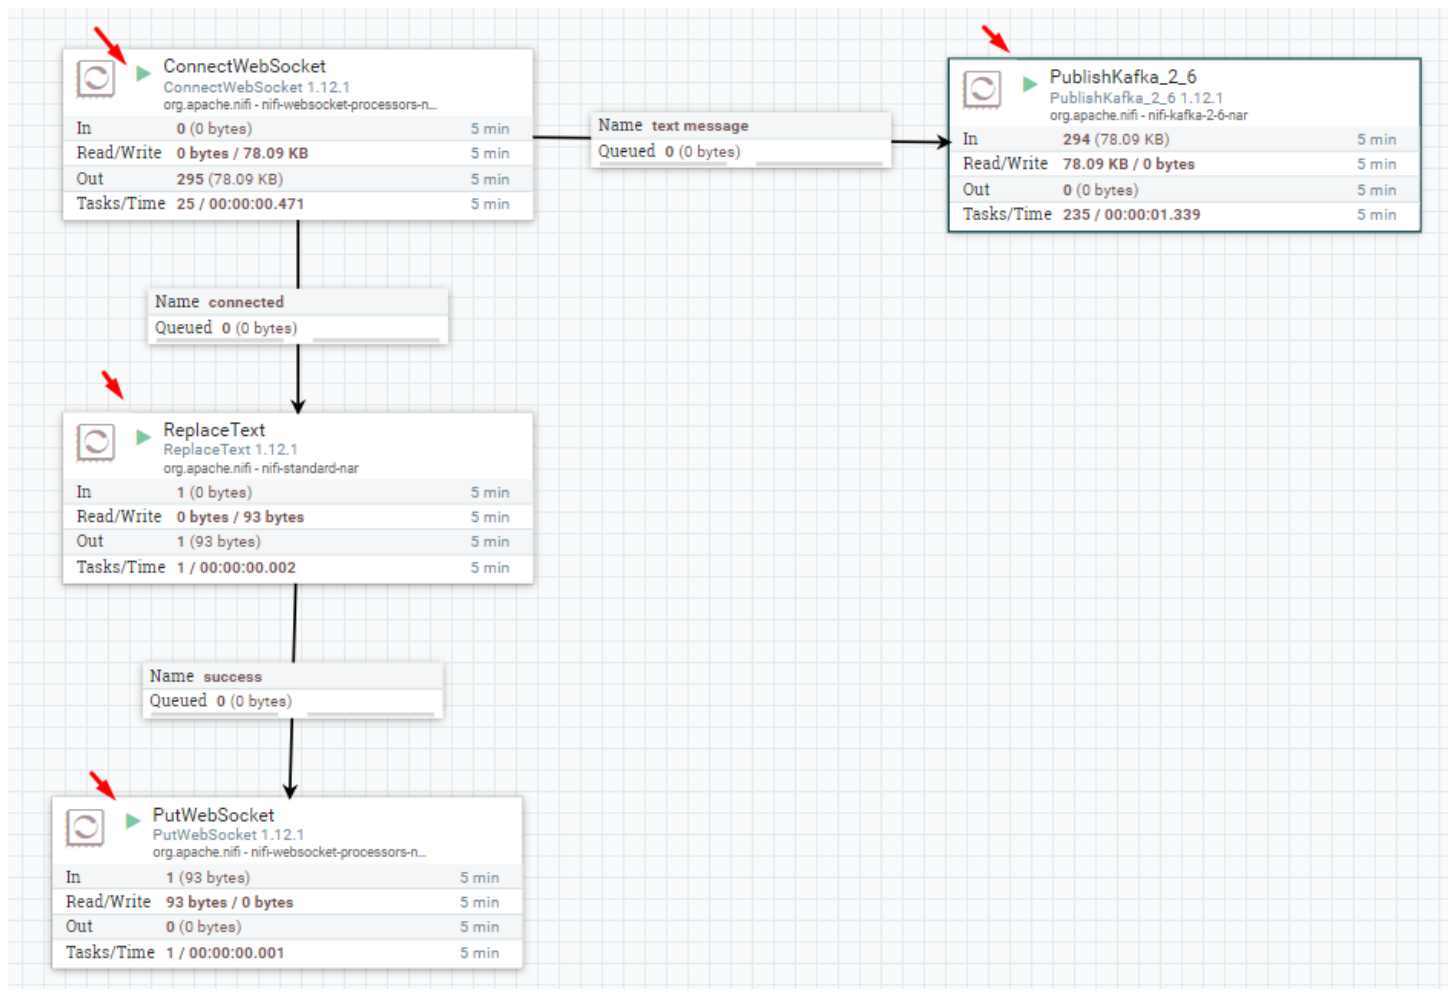 ConnectWebSocket
ConnectWebSocket 1.12.1
org.apache.nifi - nifi-websocket-processors-n...
In 0 (0 bytes) 5 min
Read/Write 0 bytes / 78.09 KB 5 min
Out 295 (78.09 KB) 5 min
Tasks/Time 25 / 00:00:00.471 5 min
Name text message
Queued 0 (0 bytes)
PublishKafka_2_6
PublishKafka_2_6 1.12.1
org.apache.nifi - nifi-kafka-2-6-nar
In 294 (78.09 KB) 5 min
Read/Write 78.09 KB / 0 bytes 5 min
Out 0 (0 bytes) 5 min
Tasks/Time 235 / 00:00:01.339 5 min
Name connected
Queued 0 (0 bytes)
ReplaceText
ReplaceText 1.12.1
org.apache.nifi - nifi-standard-nar
In 1 (0 bytes) 5 min
Read/Write 0 bytes / 93 bytes 5 min
Out 1 (93 bytes) 5 min
Tasks/Time 1 / 00:00:00.002 5 min
Name success
Queued 0 (0 bytes)
PutWebSocket
PutWebSocket 1.12.1
org.apache.nifi - nifi-websocket-processors-n...
In 1 (93 bytes) 5 min
Read/Write 93 bytes / 0 bytes 5 min
Out 0 (0 bytes) 5 min
Tasks/Time 1 / 00:00:00.001 5 min